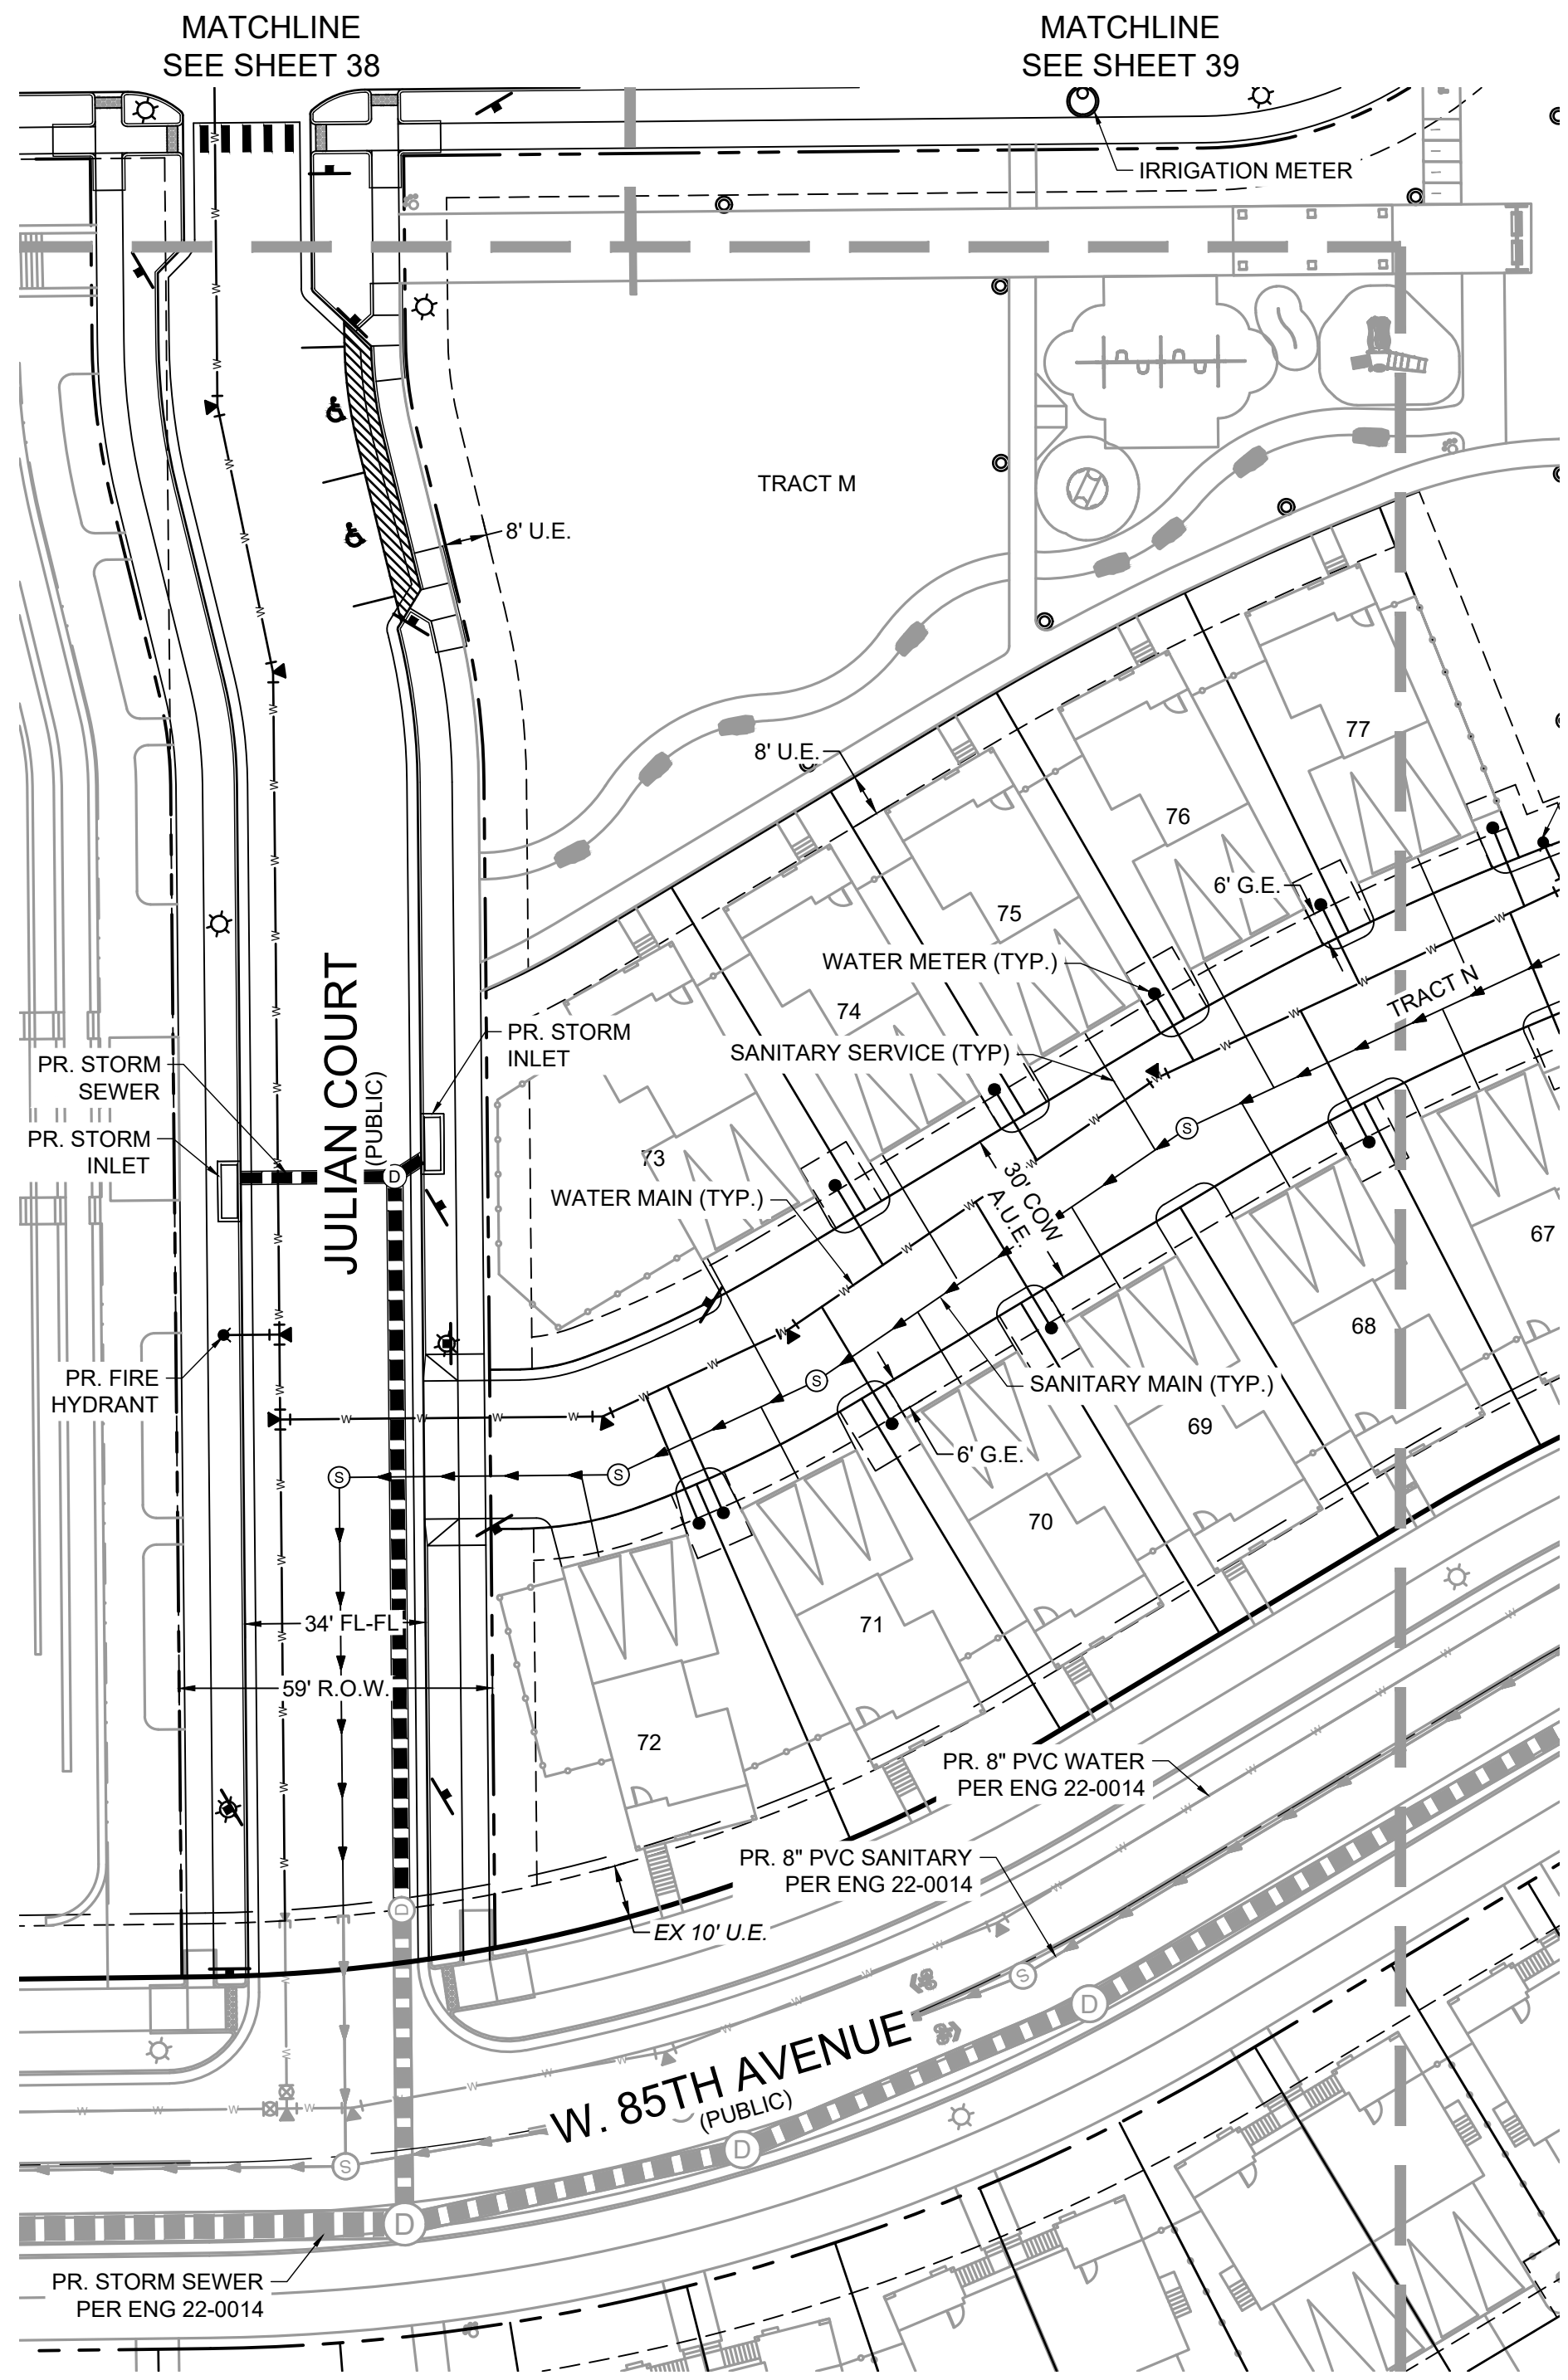 MATCHLINE
SEE SHEET 38
MATCHLINE
SEE SHEET 39
IRRIGATION METER
TRACT M
8' U.E.
8' U.E.
77
76
6' G.E.
75
WATER METER (TYP.)
TRACT N
74
SANITARY SERVICE (TYP)
PR. STORM
INLET
PR. STORM
SEWER
JULIAN COURT
(PUBLIC)
PR. STORM
INLET
73
30' COW
A.U.E.
WATER MAIN (TYP.)
67
68
PR. FIRE
HYDRANT
SANITARY MAIN (TYP.)
69
6' G.E.
70
34' FL-FL
71
59' R.O.W.
72
PR. 8" PVC WATER
PER ENG 22-0014
PR. 8" PVC SANITARY
PER ENG 22-0014
EX 10' U.E.
W. 85TH AVENUE
(PUBLIC)
PR. STORM SEWER
PER ENG 22-0014
W
W
W
W
S
S
S
S
S
S
D
D
D
D
D